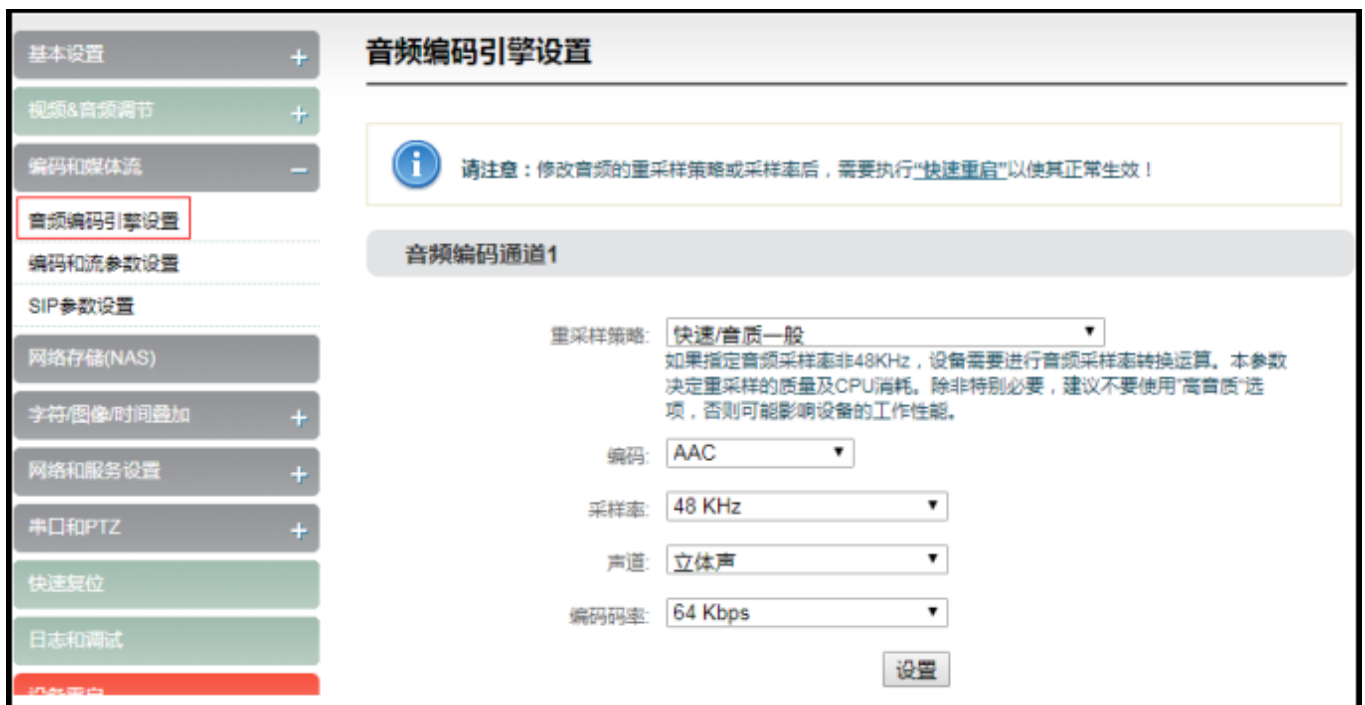 基本设置
+
视频&音频调节
+
编码和媒体流
音频编码引擎设置
编码和流参数设置
SIP参数设置
网络存储(NAS)
字符/图像/时间叠加
+
网络和服务设置
+
串口和PTZ
+
快速复位
日志和调试
设备重启
音频编码引擎设置
请注意：修改音频的重采样策略或采样率后，需要执行“快速重启”以使其正常生效！
音频编码通道1
重采样策略: 快速/音质一般
如果指定音频采样率非48KHz，设备需要进行音频采样率转换运算。本参数
决定重采样的质量及CPU消耗。除非特别必要，建议不要使用"高音质"选
项，否则可能影响设备的工作性能。
编码: AAC
采样率: 48 KHz
声道: 立体声
编码码率: 64 Kbps
设置